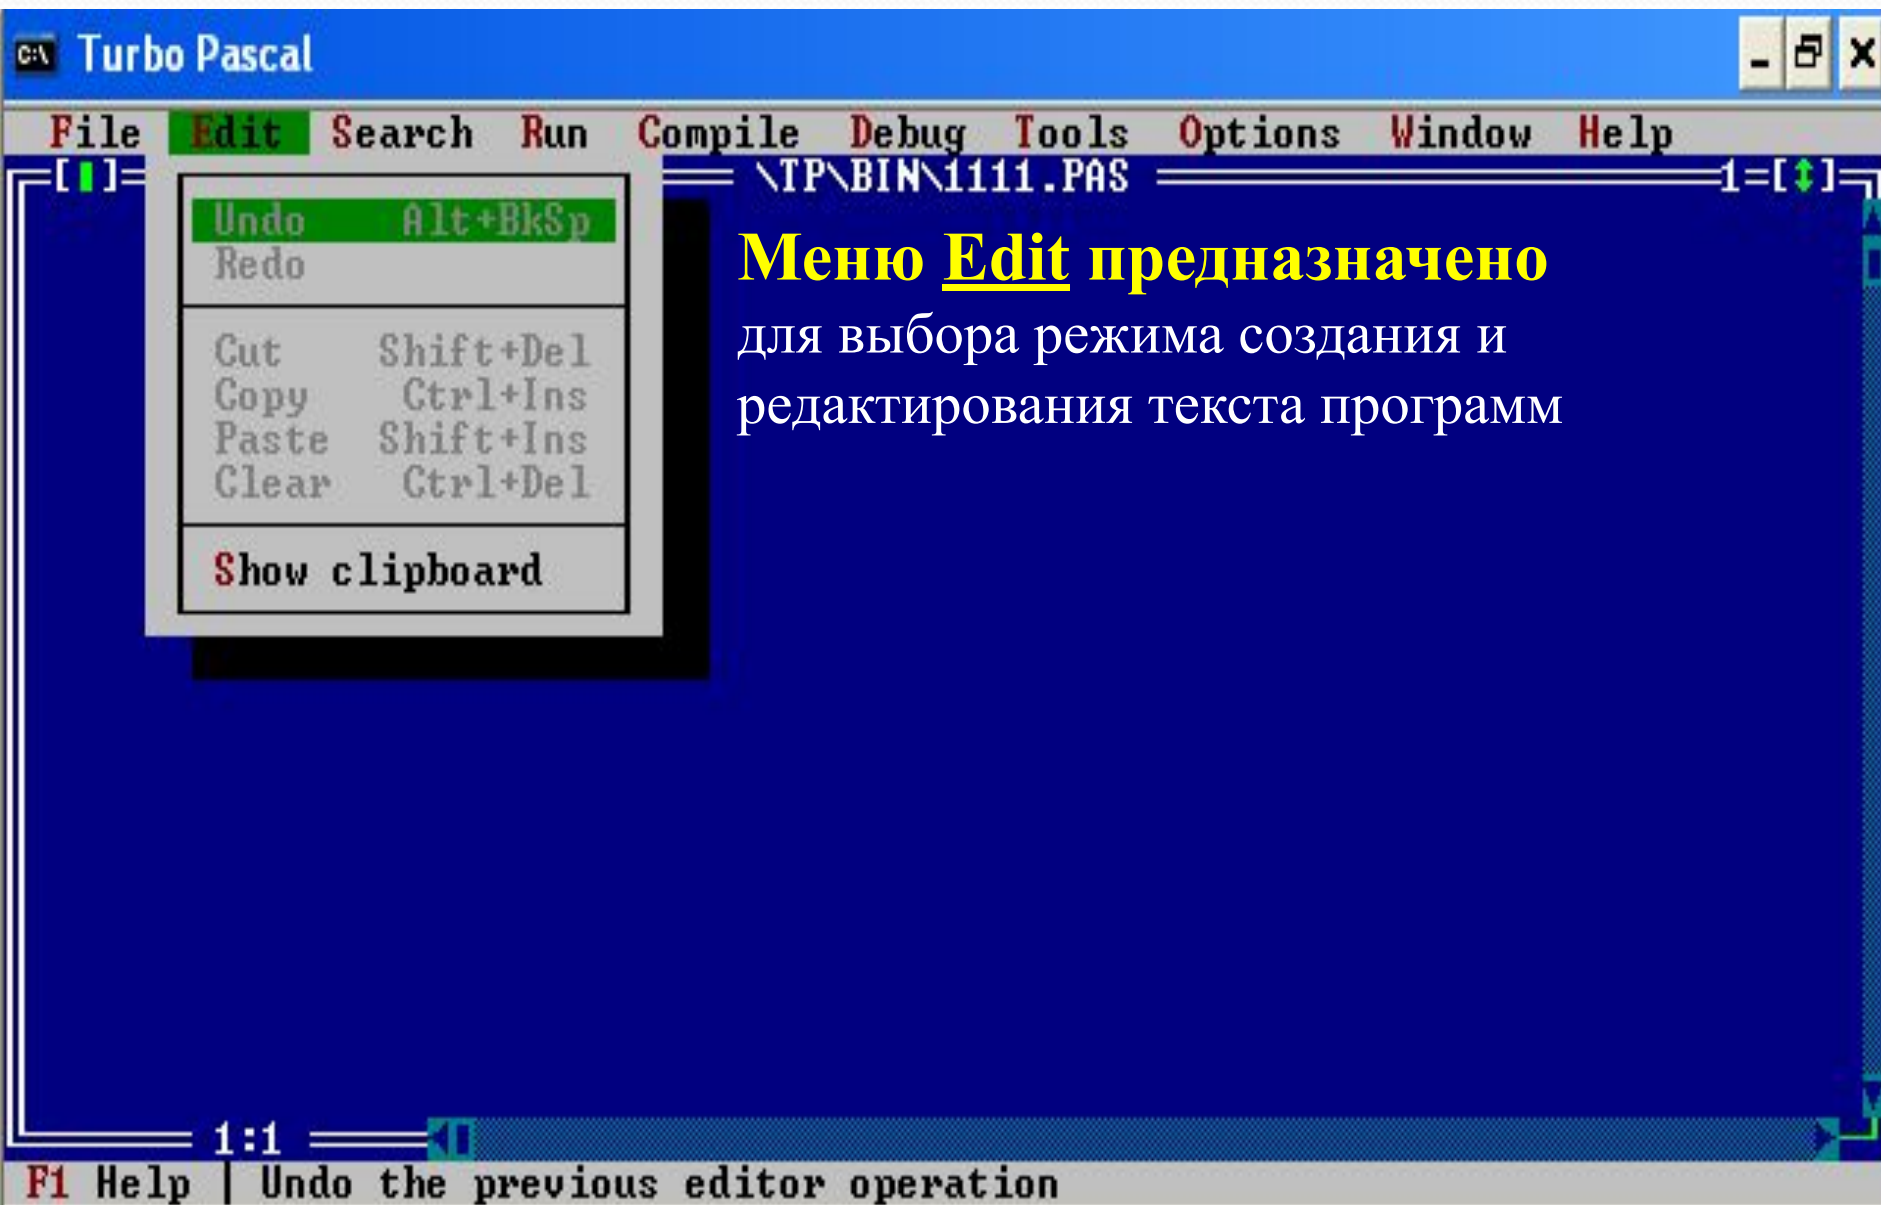 C:\ Turbo Pascal
File Edit Search Run Compile Debug Tools Options Window Help
[ ] \TP\BIN\1111.PAS 1=[↕]
Undo Alt+BkSp
Redo
Cut Shift+Del
Copy Ctrl+Ins
Paste Shift+Ins
Clear Ctrl+Del
Show clipboard
Меню Edit предназначено
для выбора режима создания и
редактирования текста программ
1:1
F1 Help | Undo the previous editor operation